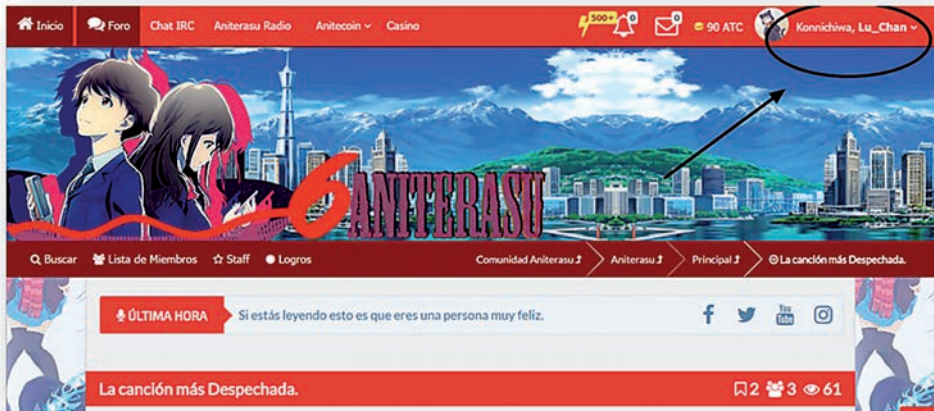 Inicio Foro Chat IRC Aniterasu Radio Anitecoin Casino 500+ 0 0 90 ATC Konnichiwa, Lu_Chan
6 ANITERASU
Buscar Lista de Miembros Staff Logros Comunidad Aniterasu Aniterasu Principal La canción más Despechada.
ÚLTIMA HORA Si estás leyendo esto es que eres una persona muy feliz. You Tube
La canción más Despechada. 2 3 61